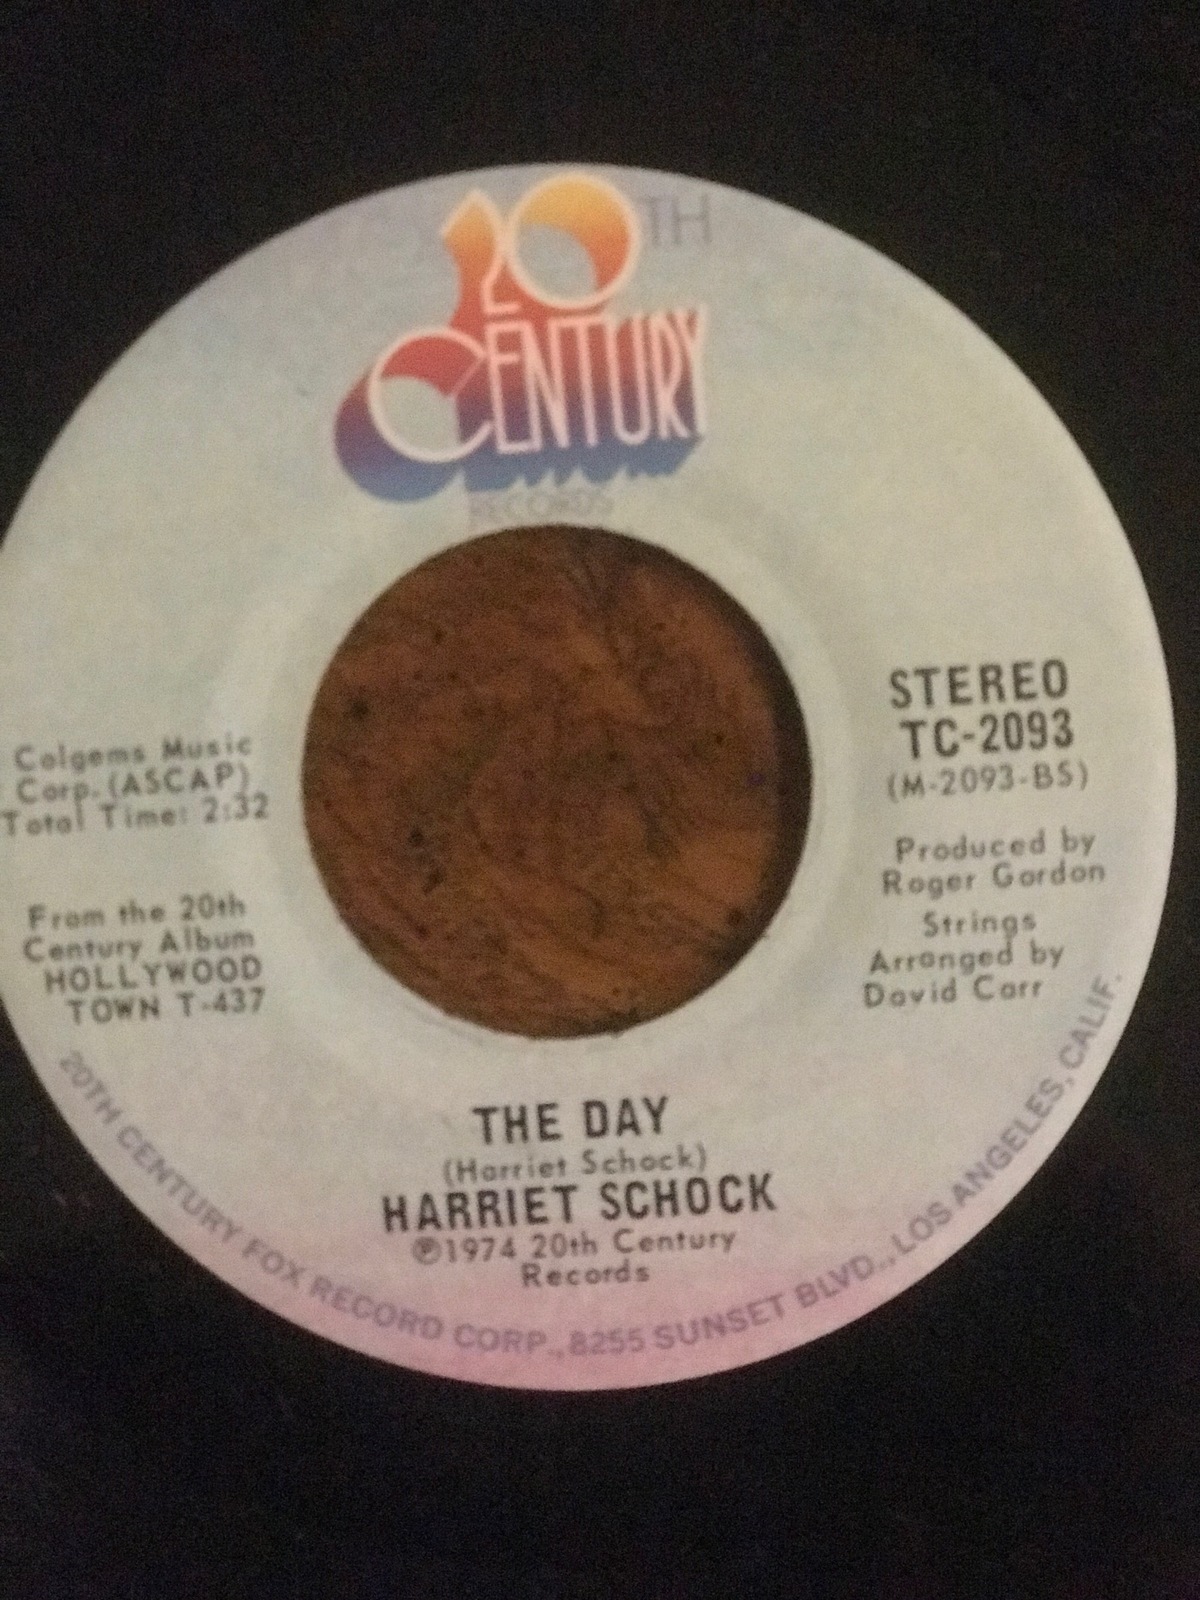 20TH
CENTURY
RECORDS
STEREO
TC-2093
(M-2093-BS)
Colgems Music
Corp. (ASCAP)
Total Time: 2:32
Produced by
Roger Gordon
Strings
Arranged by
David Carr
From the 20th
Century Album
HOLLYWOOD
TOWN T-437
THE DAY
(Harriet Schock)
HARRIET SCHOCK
℗1974 20th Century
Records
20TH CENTURY FOX RECORD CORP., 8255 SUNSET BLVD., LOS ANGELES, CALIF.